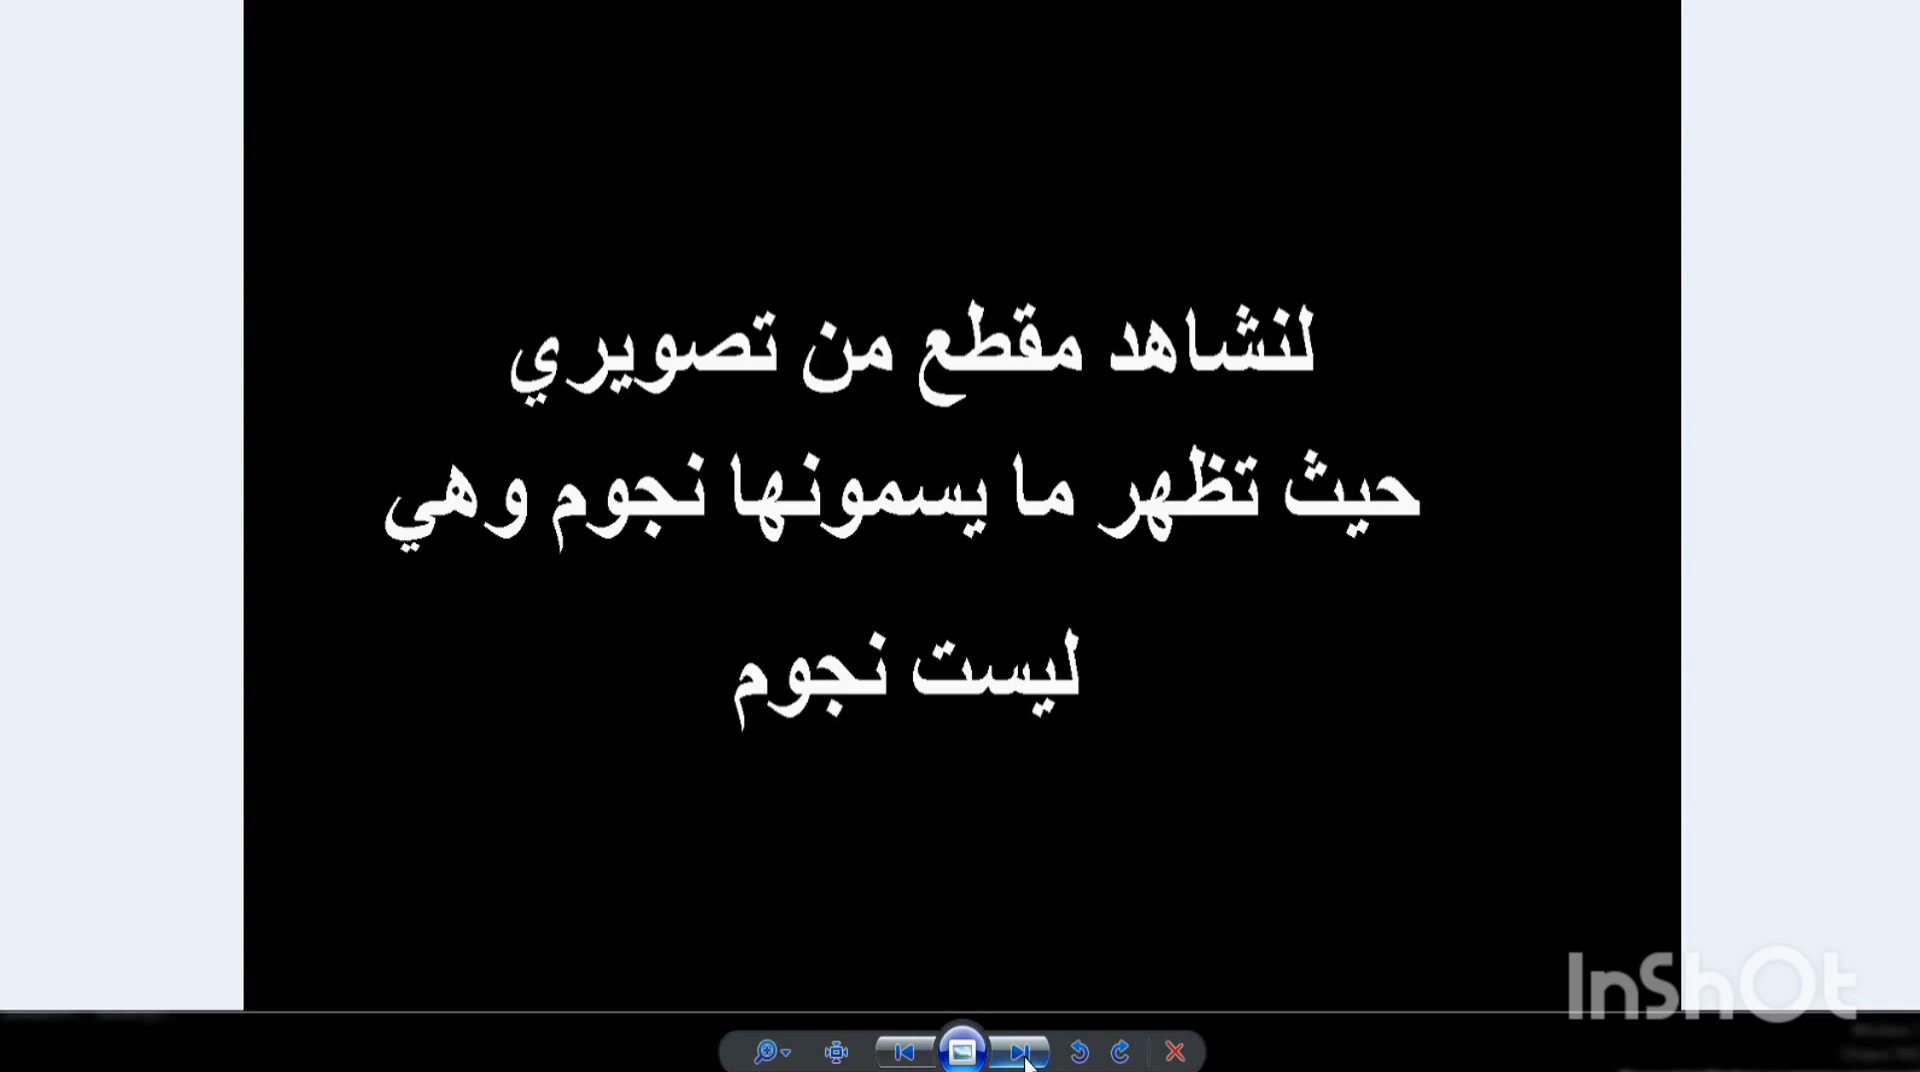 لنشاهد مقطع من تصويري
حيث تظهر ما يسمونها نجوم وهي
ليست نجوم
InShOt